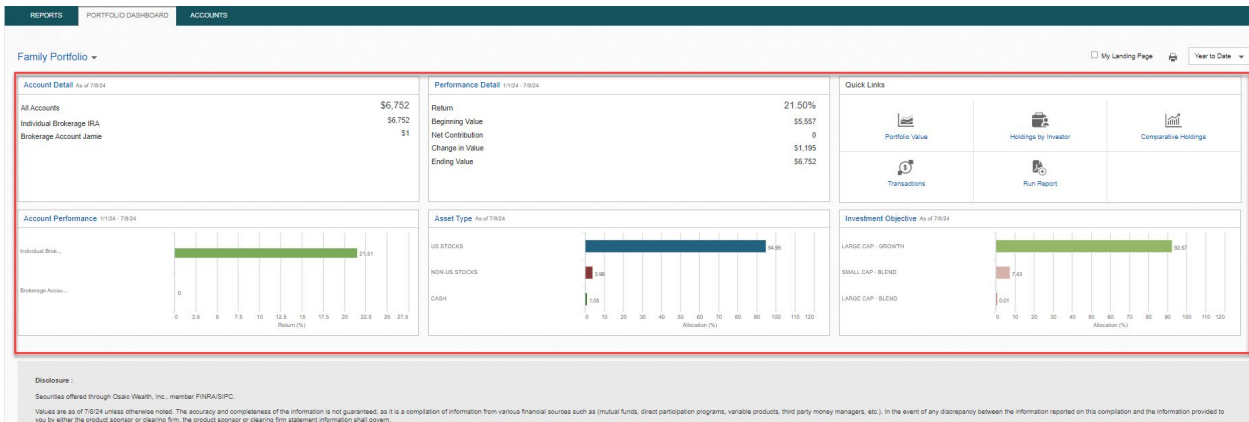 REPORTS PORTFOLIO DASHBOARD ACCOUNTS
Family Portfolio
My Landing Page Year to Date
Account Detail As of 7/8/24
All Accounts $6,752
Individual Brokerage IRA $6,752
Brokerage Account Jamie $1
Performance Detail 1/1/24 - 7/8/24
Return 21.50%
Beginning Value $5,557
Net Contribution 0
Change in Value $1,195
Ending Value $6,752
Quick Links
Portfolio Value
Holdings by Investor
Comparative Holdings
Transactions
Run Report
Account Performance 1/1/24 - 7/8/24
Individual Brok... 21.51
Brokerage Accou... 0
0 2.5 5 7.5 10 12.5 15 17.5 20 22.5 25 27.5
Return (%)
Asset Type As of 7/8/24
US STOCKS 94.99
NON-US STOCKS 3.96
CASH 1.05
0 10 20 30 40 50 60 70 80 90 100 110 120
Allocation (%)
Investment Objective As of 7/8/24
LARGE CAP - GROWTH 92.57
SMALL CAP - BLEND 7.43
LARGE CAP - BLEND 0.01
0 10 20 30 40 50 60 70 80 90 100 110 120
Allocation (%)
Disclosure :
Securities offered through Osaic Wealth, Inc., member FINRA/SIPC.
Values are as of 7/8/24 unless otherwise noted. The accuracy and completeness of the information is not guaranteed, as it is a compilation of information from various financial sources such as (mutual funds, direct participation programs, variable products, third party money managers, etc.). In the event of any discrepancy between the information reported on this compilation and the information provided to
you by either the product sponsor or clearing firm, the product sponsor or clearing firm statement information shall govern.